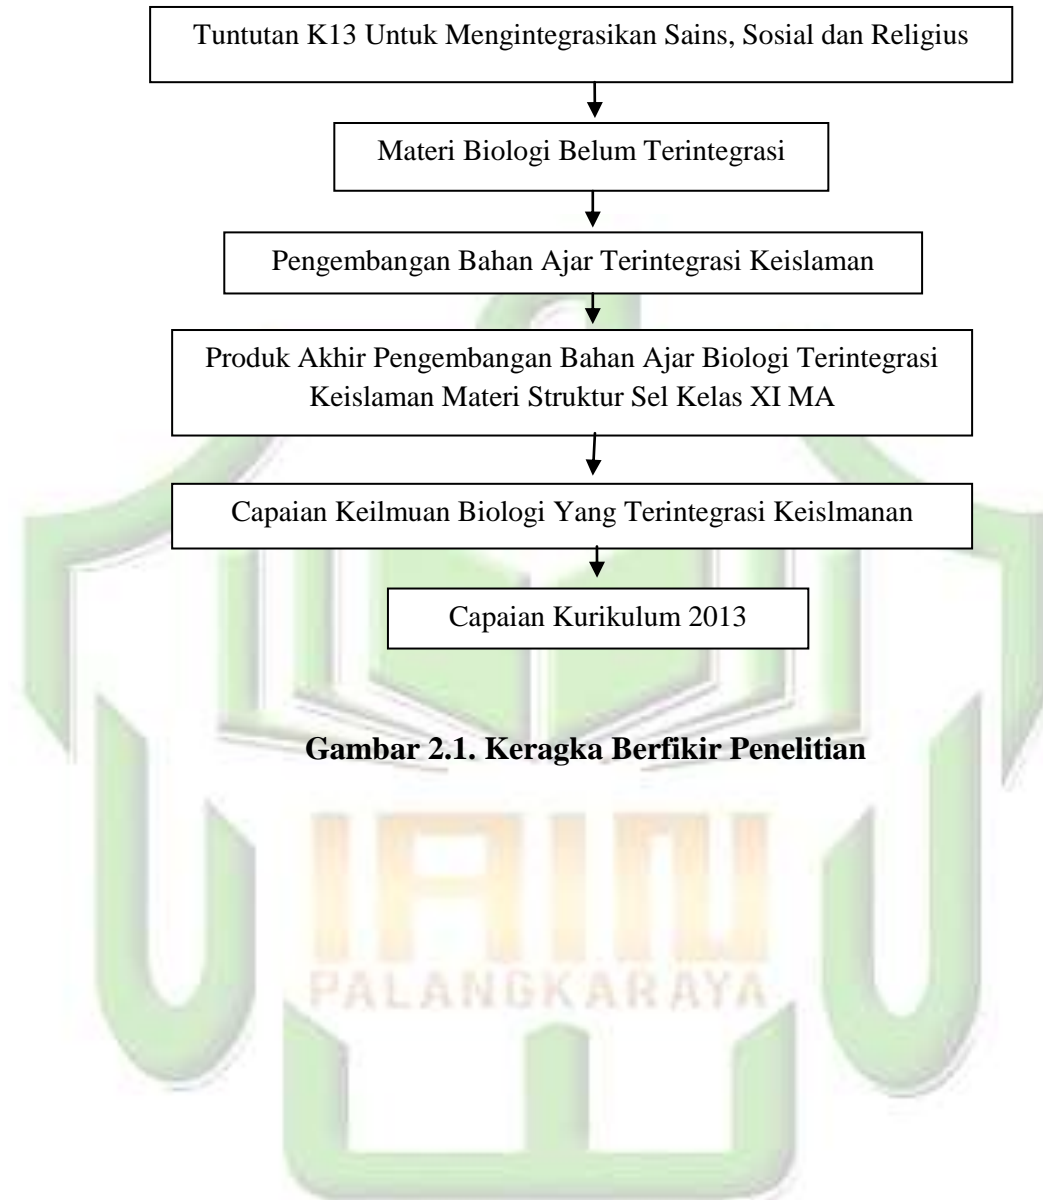 Tuntutan K13 Untuk Mengintegrasikan Sains, Sosial dan Religius
Materi Biologi Belum Terintegrasi
Pengembangan Bahan Ajar Terintegrasi Keislaman
Produk Akhir Pengembangan Bahan Ajar Biologi Terintegrasi
Keislaman Materi Struktur Sel Kelas XI MA
Capaian Keilmuan Biologi Yang Terintegrasi Keislmanan
Capaian Kurikulum 2013
Gambar 2.1. Keragka Berfikir Penelitian
IAIN
PALANGKARAYA